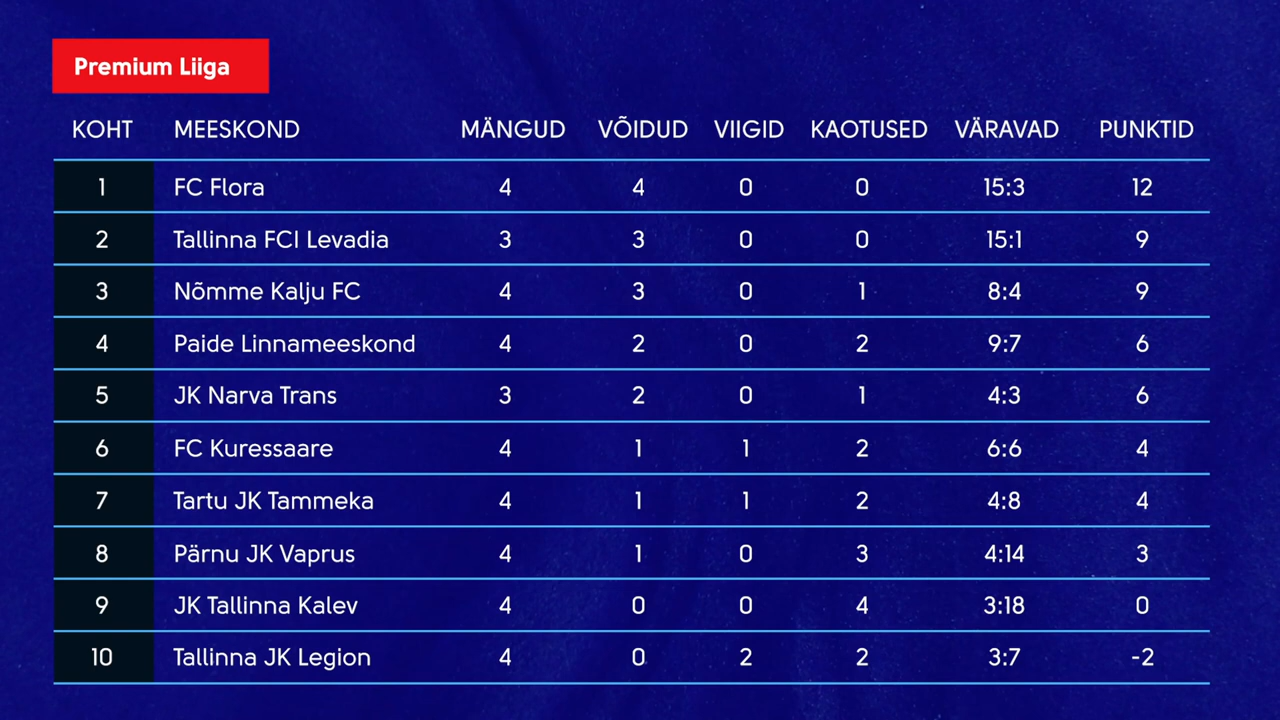 Premium Liiga
KOHT MEESKOND MÄNGUD VÕIDUD VIIGID KAOTUSED VÄRAVAD PUNKTID
1 FC Flora 4 4 0 0 15:3 12
2 Tallinna FCI Levadia 3 3 0 0 15:1 9
3 Nõmme Kalju FC 4 3 0 1 8:4 9
4 Paide Linnameeskond 4 2 0 2 9:7 6
5 JK Narva Trans 3 2 0 1 4:3 6
6 FC Kuressaare 4 1 1 2 6:6 4
7 Tartu JK Tammeka 4 1 1 2 4:8 4
8 Pärnu JK Vaprus 4 1 0 3 4:14 3
9 JK Tallinna Kalev 4 0 0 4 3:18 0
10 Tallinna JK Legion 4 0 2 2 3:7 -2